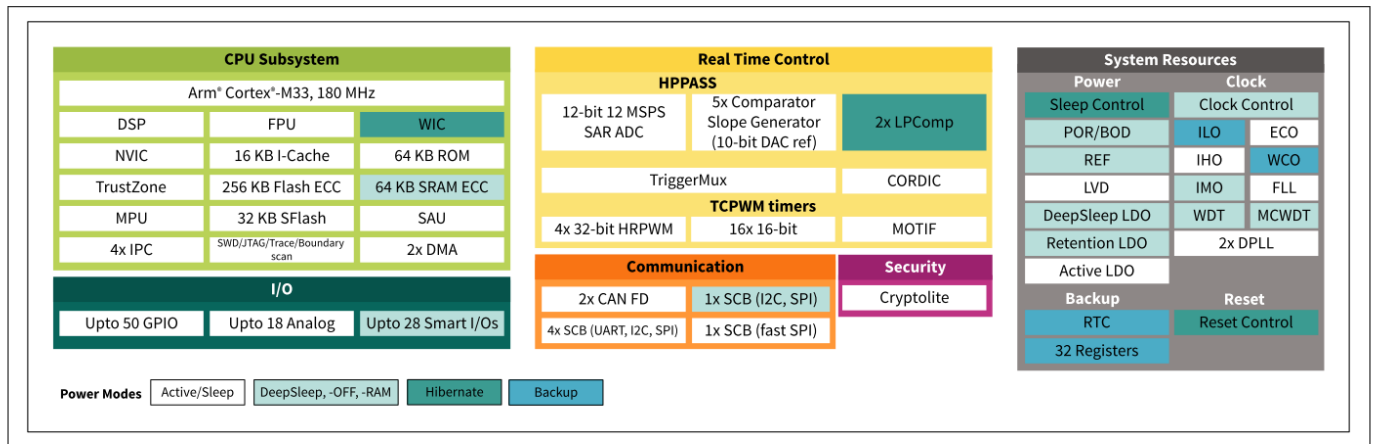 CPU Subsystem
Arm® Cortex®-M33, 180 MHz
DSP
FPU
WIC
NVIC
16 KB I-Cache
64 KB ROM
TrustZone
256 KB Flash ECC
64 KB SRAM ECC
MPU
32 KB SFlash
SAU
4x IPC
SWD/JTAG/Trace/Boundary
scan
2x DMA
I/O
Upto 50 GPIO
Upto 18 Analog
Upto 28 Smart I/Os
Real Time Control
HPPASS
12-bit 12 MSPS
SAR ADC
5x Comparator
Slope Generator
(10-bit DAC ref)
2x LPComp
TriggerMux
CORDIC
TCPWM timers
4x 32-bit HRPWM
16x 16-bit
MOTIF
Communication
2x CAN FD
1x SCB (I2C, SPI)
4x SCB (UART, I2C, SPI)
1x SCB (fast SPI)
Security
Cryptolite
System Resources
Power
Sleep Control
POR/BOD
REF
LVD
DeepSleep LDO
Retention LDO
Active LDO
Clock
Clock Control
ILO
ECO
IHO
WCO
IMO
FLL
WDT
MCWDT
2x DPLL
Backup
RTC
32 Registers
Reset
Reset Control
Power Modes
Active/Sleep
DeepSleep, -OFF, -RAM
Hibernate
Backup